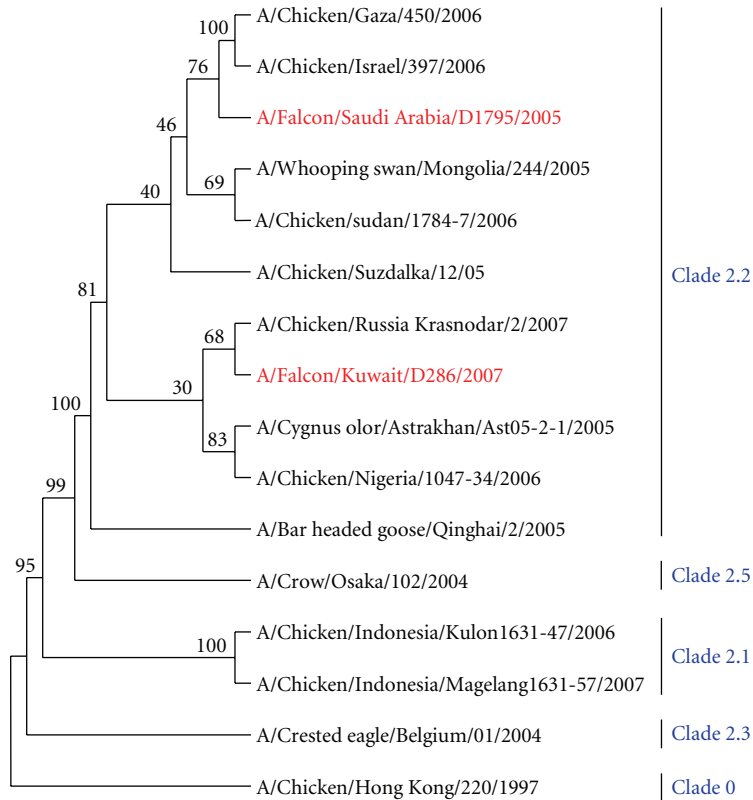 100
A/Chicken/Gaza/450/2006
76
A/Chicken/Israel/397/2006
A/Falcon/Saudi Arabia/D1795/2005
46
A/Whooping swan/Mongolia/244/2005
69
40
A/Chicken/sudan/1784-7/2006
A/Chicken/Suzdalka/12/05
Clade 2.2
81
A/Chicken/Russia Krasnodar/2/2007
68
A/Falcon/Kuwait/D286/2007
30
100
A/Cygnus olor/Astrakhan/Ast05-2-1/2005
83
A/Chicken/Nigeria/1047-34/2006
99
A/Bar headed goose/Qinghai/2/2005
95
A/Crow/Osaka/102/2004
Clade 2.5
A/Chicken/Indonesia/Kulon1631-47/2006
100
Clade 2.1
A/Chicken/Indonesia/Magelang1631-57/2007
A/Crested eagle/Belgium/01/2004
Clade 2.3
A/Chicken/Hong Kong/220/1997
Clade 0